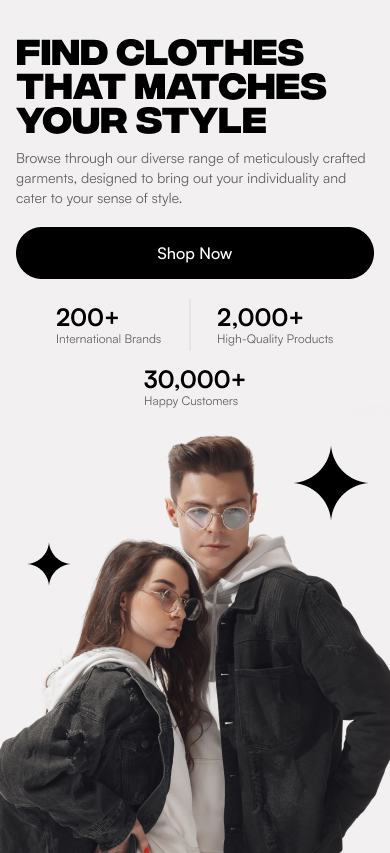 FIND CLOTHES
THAT MATCHES
YOUR STYLE
Browse through our diverse range of meticulously crafted
garments, designed to bring out your individuality and
cater to your sense of style.
Shop Now
200+
International Brands
2,000+
High-Quality Products
30,000+
Happy Customers